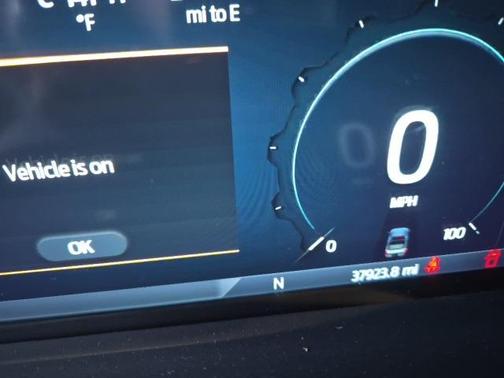 °F
mi to E
Vehicle is on
0
MPH
OK
0
100
N
37923.8 mi